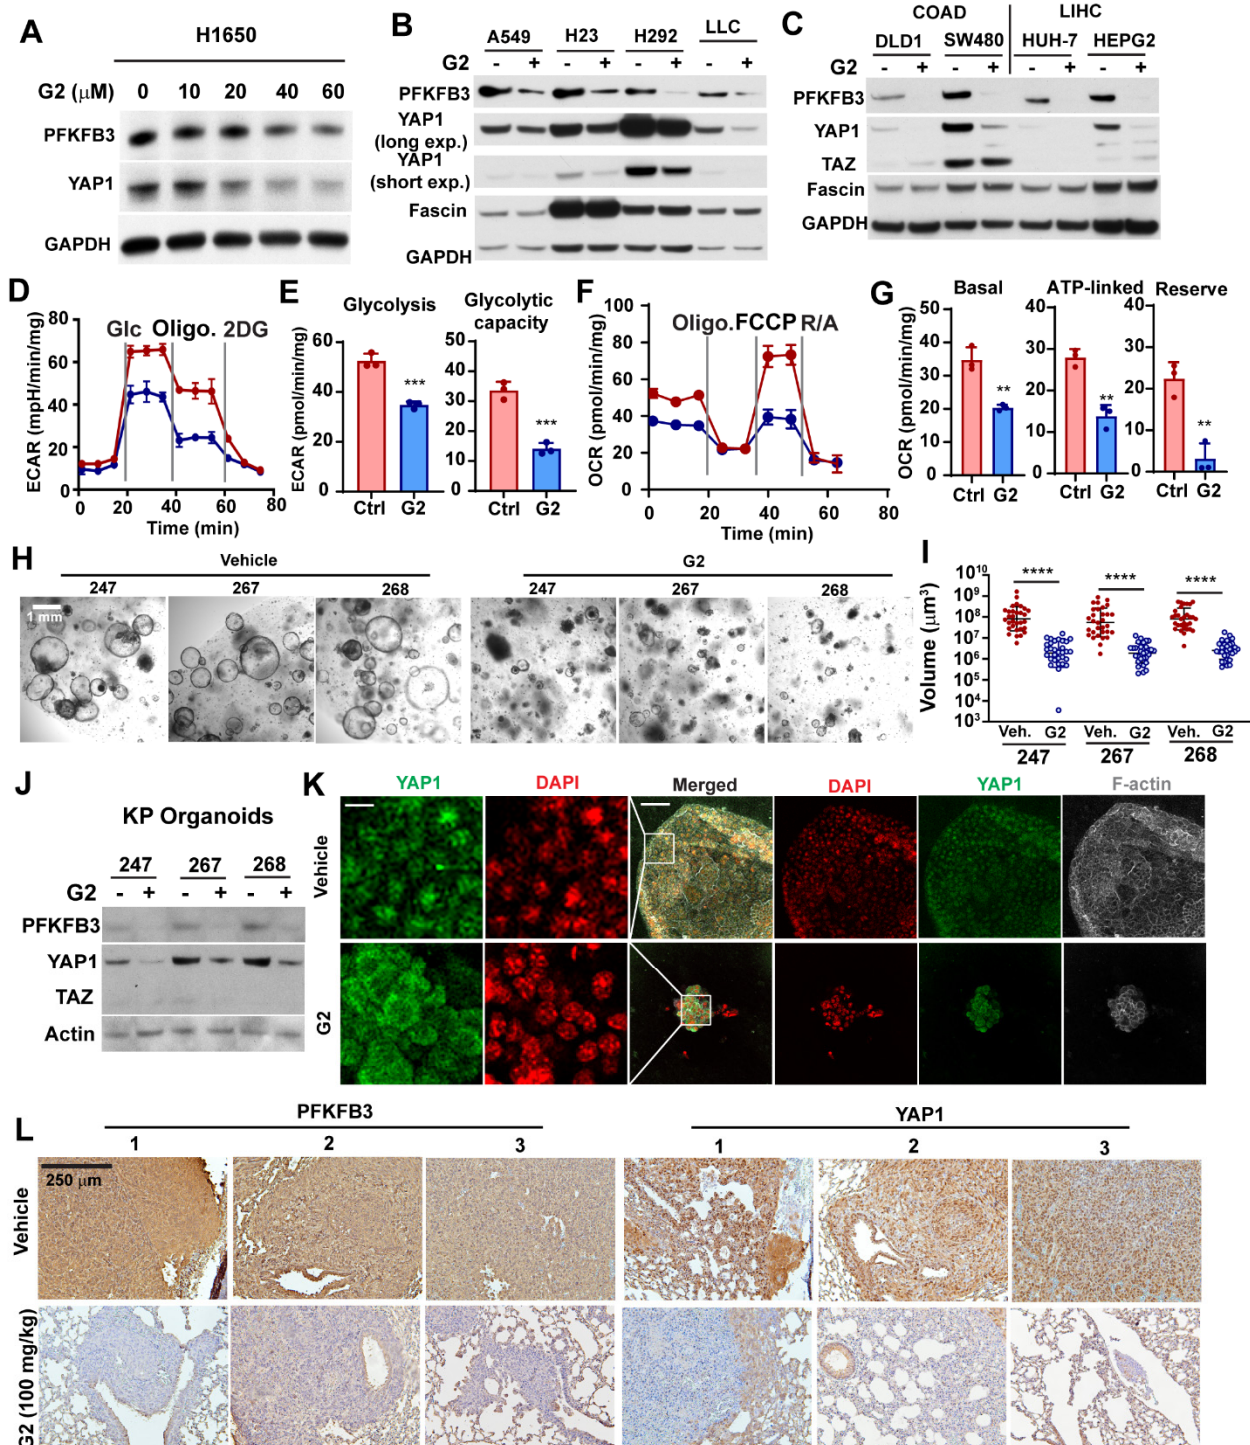 A
H1650
G2 (μM) 0 10 20 40 60
PFKFB3
YAP1
GAPDH
B
A549 H23 H292 LLC
G2 - + - + - + - +
PFKFB3
YAP1
(long exp.)
YAP1
(short exp.)
Fascin
GAPDH
C
COAD LIHC
DLD1 SW480 HUH-7 HEPG2
G2 - + - + - + - +
PFKFB3
YAP1
TAZ
Fascin
GAPDH
D
Glc Oligo. 2DG
ECAR (mpH/min/mg)
80
60
40
20
0
0 20 40 60 80
Time (min)
E
Glycolysis
ECAR (pmol/min/mg)
60
40
20
0
***
Ctrl G2
Glycolytic
capacity
50
40
30
20
10
0
***
Ctrl G2
F
Oligo. FCCP R/A
OCR (pmol/min/mg)
100
80
60
40
20
0
0 20 40 60 80
Time (min)
G
Basal
OCR (pmol/min/mg)
50
40
30
20
10
0
**
Ctrl G2
ATP-linked
40
30
20
10
0
**
Ctrl G2
Reserve
40
30
20
10
0
**
Ctrl G2
H
Vehicle G2
247 267 268 247 267 268
1 mm
I
Volume (μm³)
10¹⁰
10⁹
10⁸
10⁷
10⁶
10⁵
10⁴
10³
**** **** ****
Veh. G2 Veh. G2 Veh. G2
247 267 268
J
KP Organoids
247 267 268
G2 - + - + - +
PFKFB3
YAP1
TAZ
Actin
K
YAP1 DAPI Merged DAPI YAP1 F-actin
Vehicle
G2
L
PFKFB3 YAP1
1 2 3 1 2 3
250 μm
Vehicle
G2 (100 mg/kg)